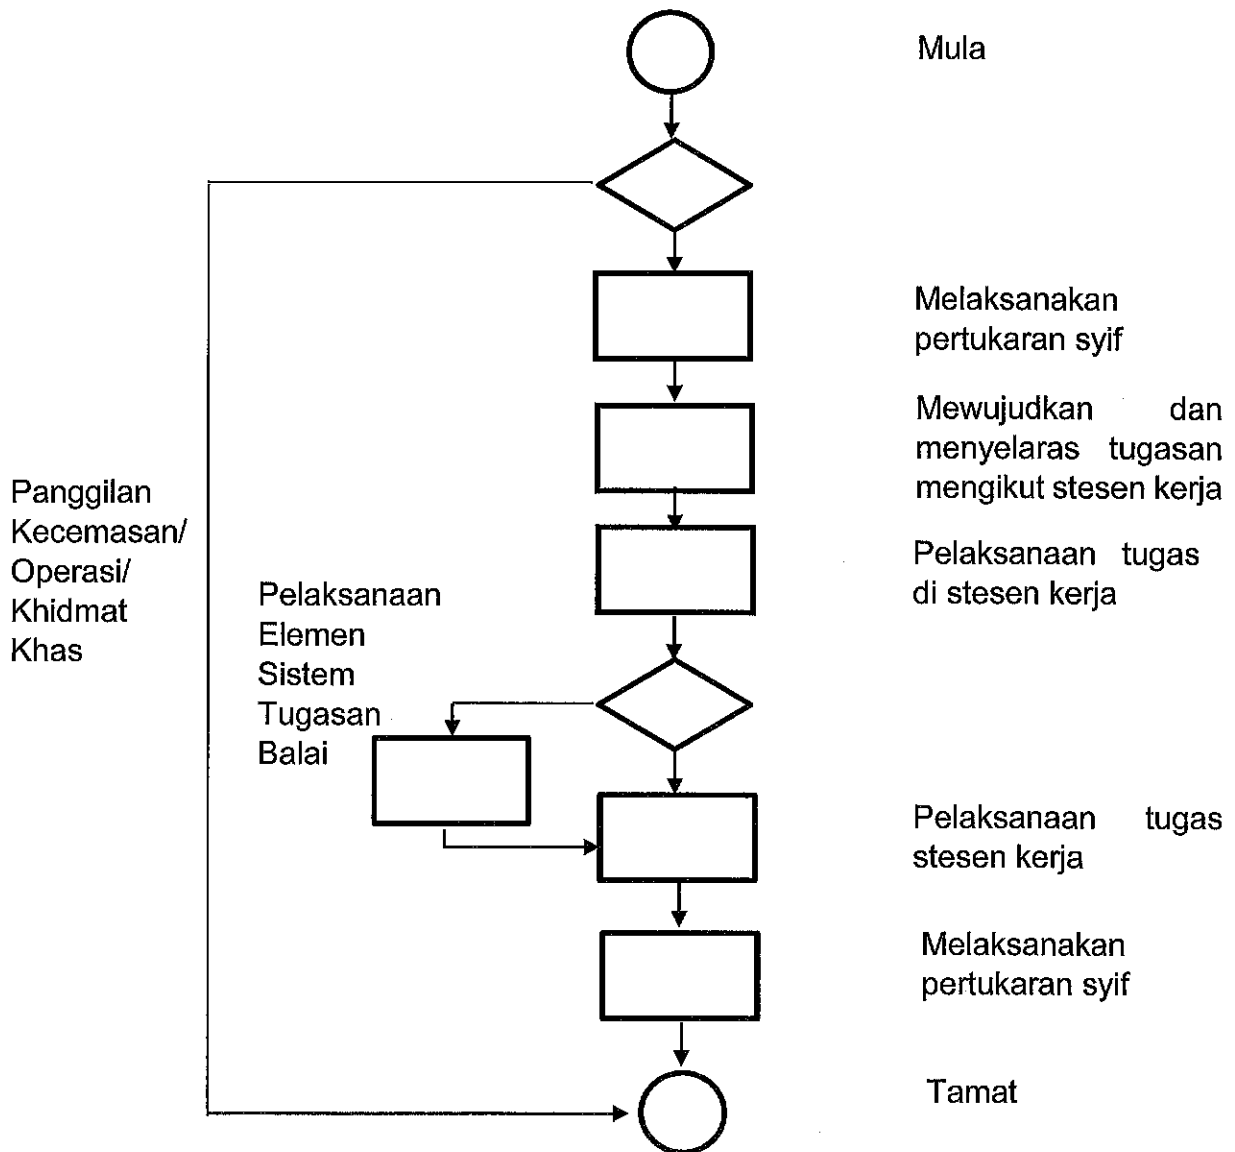 Mula
Melaksanakan
pertukaran syif
Mewujudkan dan
menyelaras tugasan
mengikut stesen kerja
Panggilan
Kecemasan/
Operasi/
Khidmat
Khas
Pelaksanaan tugas
di stesen kerja
Pelaksanaan
Elemen
Sistem
Tugasan
Balai
Pelaksanaan tugas
stesen kerja
Melaksanakan
pertukaran syif
Tamat